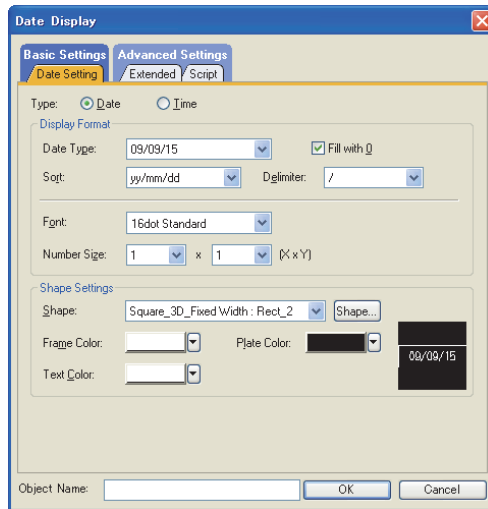 Date Display
Basic Settings Advanced Settings
Date Setting Extended Script
Type: Date Time
Display Format
Date Type: 09/09/15 Fill with 0
Sort: yy/mm/dd Delimiter: /
Font: 16dot Standard
Number Size: 1 x 1 (X x Y)
Shape Settings
Shape: Square_3D_Fixed Width : Rect_2 Shape...
Frame Color: Plate Color:
09/09/15
Text Color:
Object Name: OK Cancel